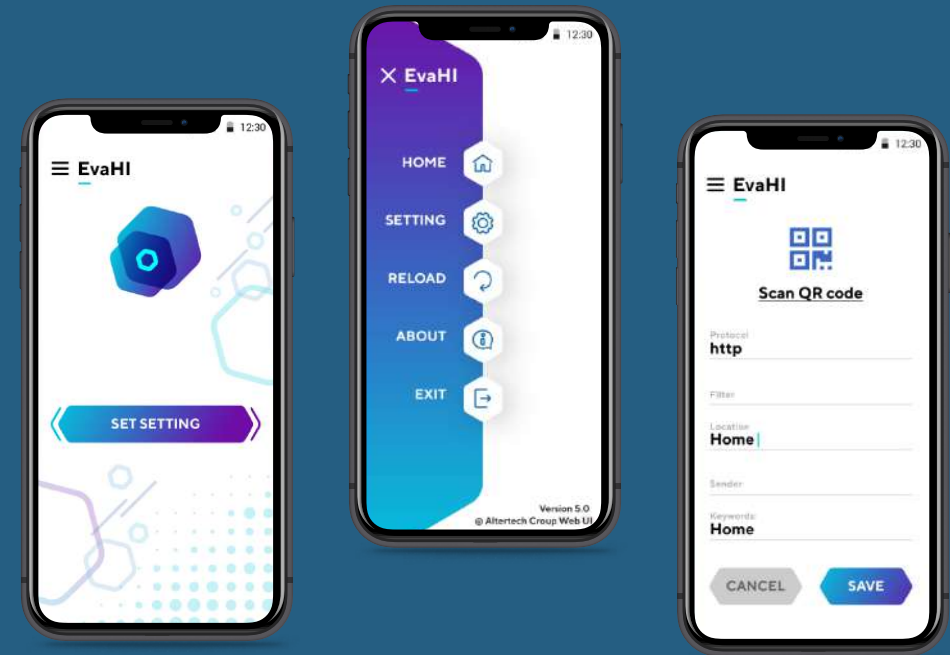 12:30
EvaHI
SET SETTING
12:30
EvaHI
HOME
SETTING
RELOAD
ABOUT
EXIT
Version 5.0
@ Altertech Croup Web UI
12:30
EvaHI
Scan QR code
Protocol
http
Filter
Location
Home
Sender
Keywords
Home
CANCEL
SAVE